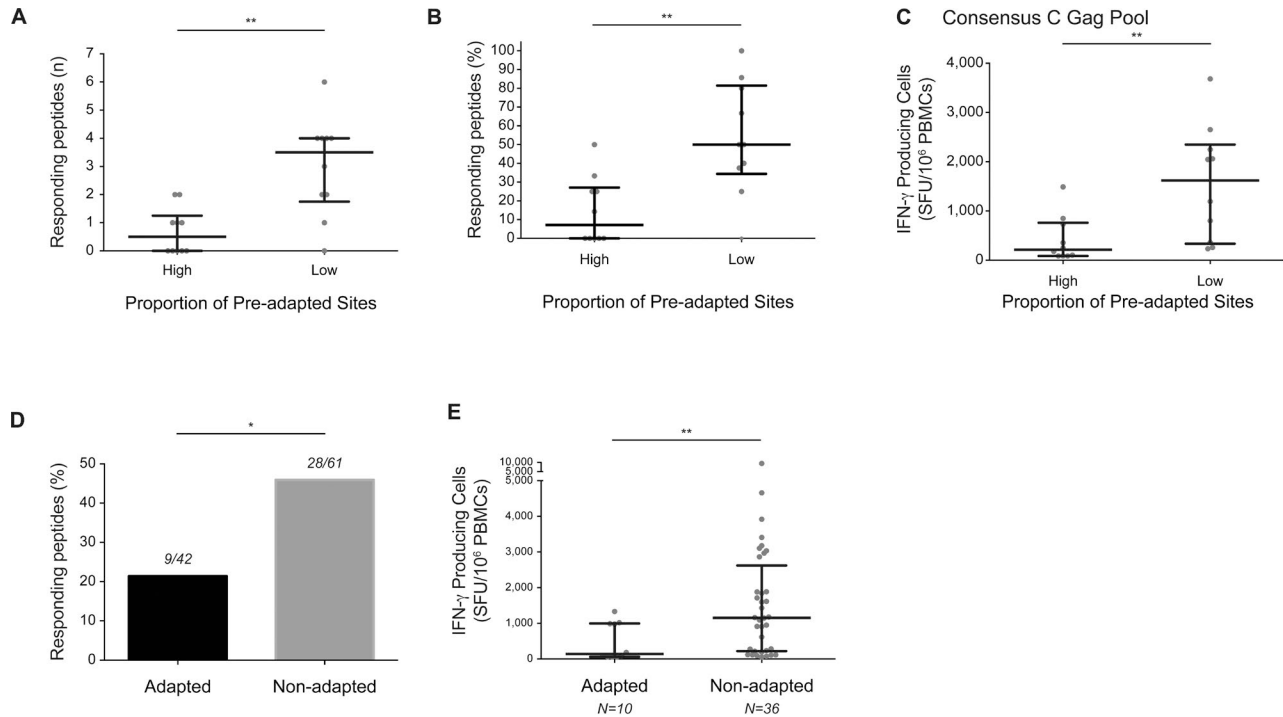 A
**
Responding peptides (n)
7
6
5
4
3
2
1
0
High Low
Proportion of Pre-adapted Sites
B
**
Responding peptides (%)
100
90
80
70
60
50
40
30
20
10
0
High Low
Proportion of Pre-adapted Sites
C Consensus C Gag Pool
**
IFN-γ Producing Cells
(SFU/10⁶ PBMCs)
4,000
3,000
2,000
1,000
0
High Low
Proportion of Pre-adapted Sites
D
*
Responding peptides (%)
50
40
30
20
10
0
9/42
28/61
Adapted Non-adapted
E
**
IFN-γ Producing Cells
(SFU/10⁶ PBMCs)
10,000
5,000
5,000
4,000
3,000
2,000
1,000
0
Adapted Non-adapted
N=10 N=36